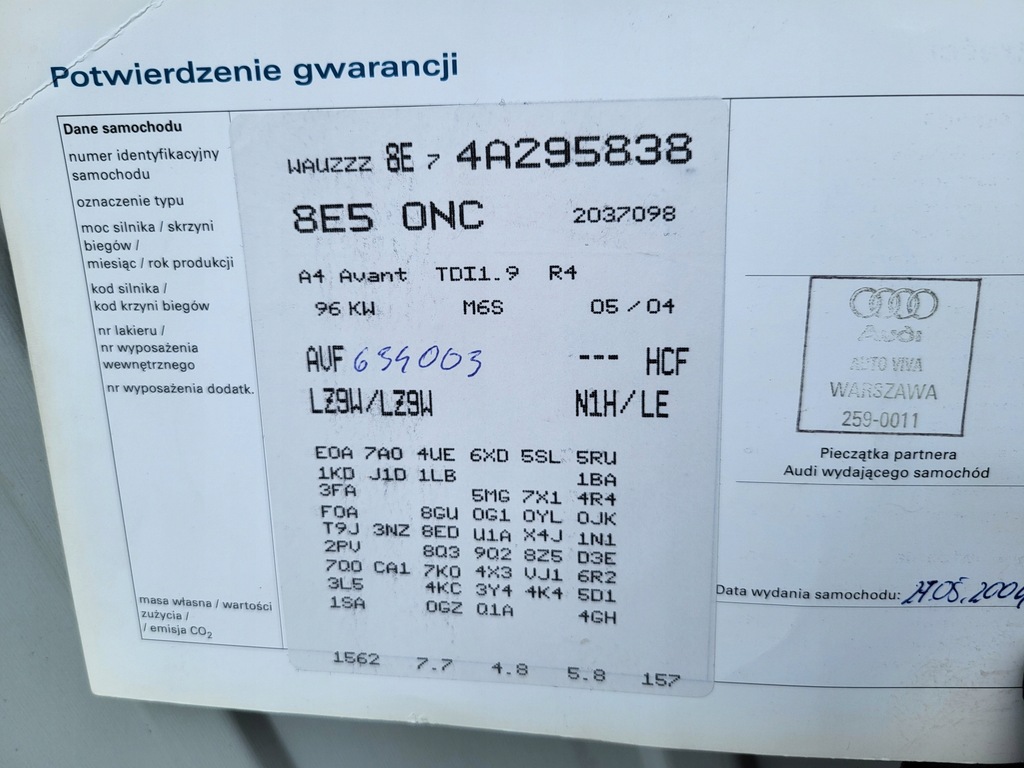 Potwierdzenie gwarancji
Dane samochodu
numer identyfikacyjny
samochodu
oznaczenie typu
moc silnika / skrzyni
biegów /
miesiąc / rok produkcji
kod silnika /
kod krzyni biegów
nr lakieru /
nr wyposażenia
wewnętrznego
nr wyposażenia dodatk.
masa własna / wartości
zużycia /
/ emisja CO₂
WAUZZZ 8E 7 4A295838
8E5 0NC 2037098
A4 Avant TDI1.9 R4
96 KW M6S 05 / 04
AVF 634003 --- HCF
LZ9W/LZ9W N1H/LE
E0A 7A0 4UE 6XD 5SL 5RU
1KD J1D 1LB 1BA
3FA 5MG 7X1 4R4
F0A 8GU 0G1 0YL 0JK
T9J 3NZ 8ED U1A X4J 1N1
2PV 8Q3 9Q2 8Z5 D3E
700 CA1 7K0 4X3 VJ1 6R2
3L5 4KC 3Y4 4K4 5D1
1SA 0GZ Q1A 4GH
1562 7.7 4.8 5.8 157
Audi
AUTO VIVA
WARSZAWA
259-0011
Pieczątka partnera
Audi wydającego samochód
Data wydania samochodu: 27.05.2004